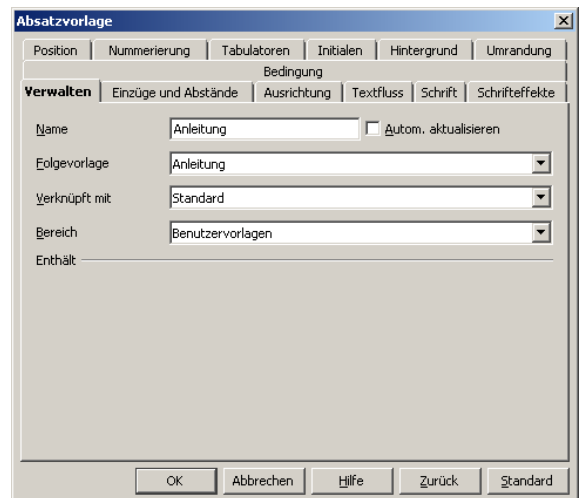 Absatzvorlage
Position Nummerierung Tabulatoren Initialen Hintergrund Umrandung
Bedingung
Verwalten Einzüge und Abstände Ausrichtung Textfluss Schrift Schrifteffekte
Name Anleitung Autom. aktualisieren
Folgevorlage Anleitung
Verknüpft mit Standard
Bereich Benutzervorlagen
Enthält
OK Abbrechen Hilfe Zurück Standard